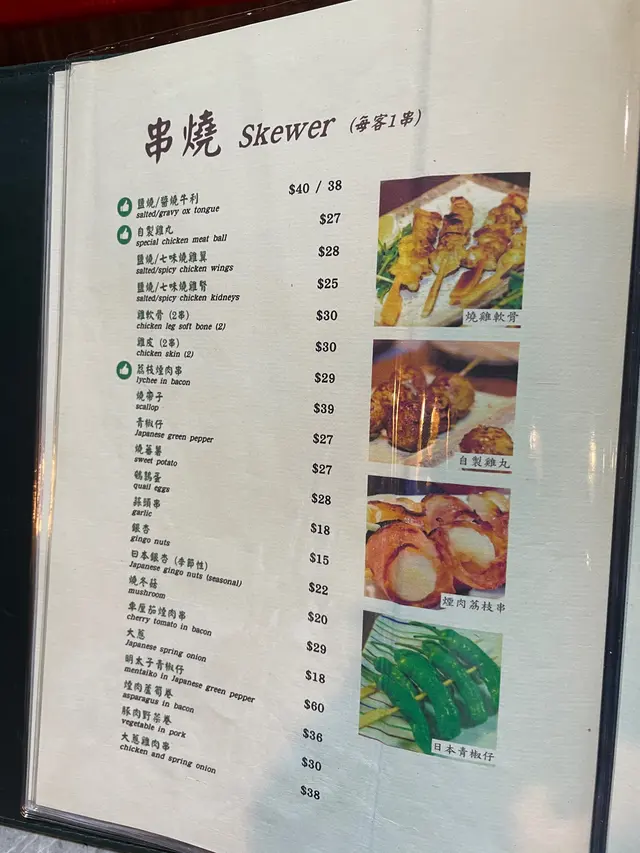 串燒 Skewer (每客1串)
鹽燒/醬燒牛利 $40 / 38
salted/gravy ox tongue
自製雞丸 $27
special chicken meat ball
鹽燒/七味燒雞翼 $28
salted/spicy chicken wings
鹽燒/七味燒雞腎 $25
salted/spicy chicken kidneys
雞軟骨 (2串) $30
chicken leg soft bone (2)
雞皮 (2串) $30
chicken skin (2)
荔枝煙肉串 $29
lychee in bacon
燒帶子 $39
scallop
青椒仔 $27
Japanese green pepper
燒蕃薯 $27
sweet potato
鵪鶉蛋 $28
quail eggs
蒜頭串 $18
garlic
銀杏 $15
gingo nuts
日本銀杏 (季節性) $22
Japanese gingo nuts (seasonal)
燒冬菇 $20
mushroom
車厘茄煙肉串 $29
cherry tomato in bacon
大蔥 $18
Japanese spring onion
明太子青椒仔 $60
mentaiko in Japanese green pepper
煙肉蘆筍卷 $36
asparagus in bacon
豚肉野菜卷 $30
vegetable in pork
大蔥雞肉串 $38
chicken and spring onion
燒雞軟骨
自製雞丸
煙肉荔枝串
日本青椒仔